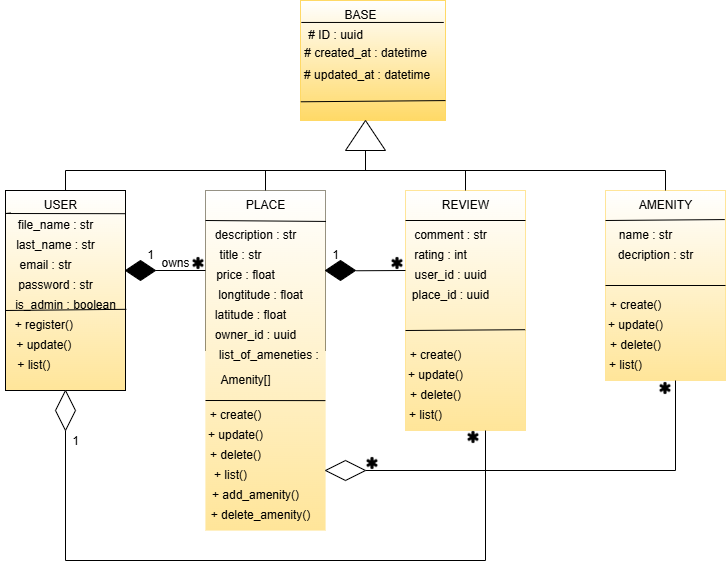 BASE
# ID : uuid
# created_at : datetime
# updated_at : datetime
USER
file_name : str
last_name : str
email : str
password : str
is_admin : boolean
+ register()
+ update()
+ list()
1
owns
✱
PLACE
description : str
title : str
price : float
longtitude : float
latitude : float
owner_id : uuid
list_of_ameneties :
Amenity[]
+ create()
+ update()
+ delete()
+ list()
+ add_amenity()
+ delete_amenity()
1
✱
REVIEW
comment : str
rating : int
user_id : uuid
place_id : uuid
+ create()
+ update()
+ delete()
+ list()
✱
AMENITY
name : str
decription : str
+ create()
+ update()
+ delete()
+ list()
✱
1
✱